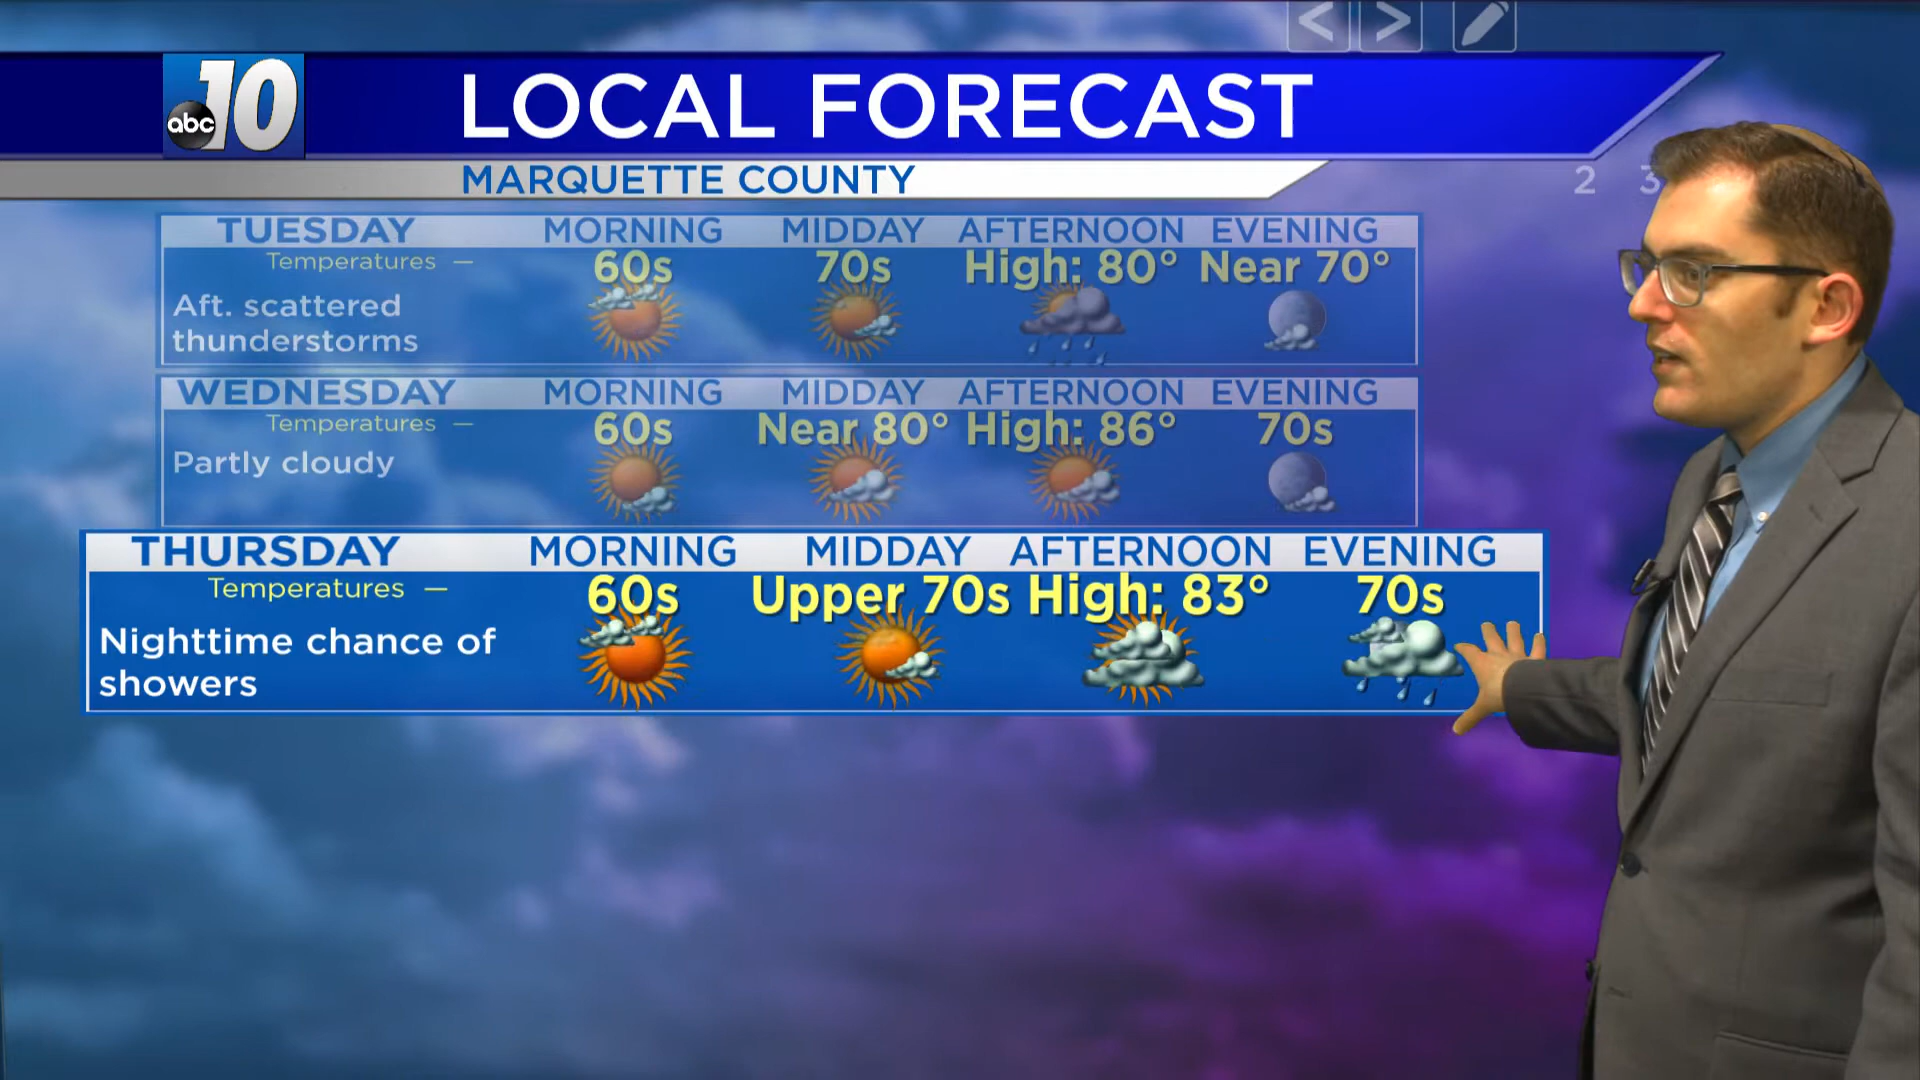 abc 10
LOCAL FORECAST
MARQUETTE COUNTY
2 3
TUESDAY MORNING MIDDAY AFTERNOON EVENING
Temperatures — 60s 70s High: 80° Near 70°
Aft. scattered
thunderstorms
WEDNESDAY MORNING MIDDAY AFTERNOON EVENING
Temperatures — 60s Near 80° High: 86° 70s
Partly cloudy
THURSDAY MORNING MIDDAY AFTERNOON EVENING
Temperatures — 60s Upper 70s High: 83° 70s
Nighttime chance of
showers